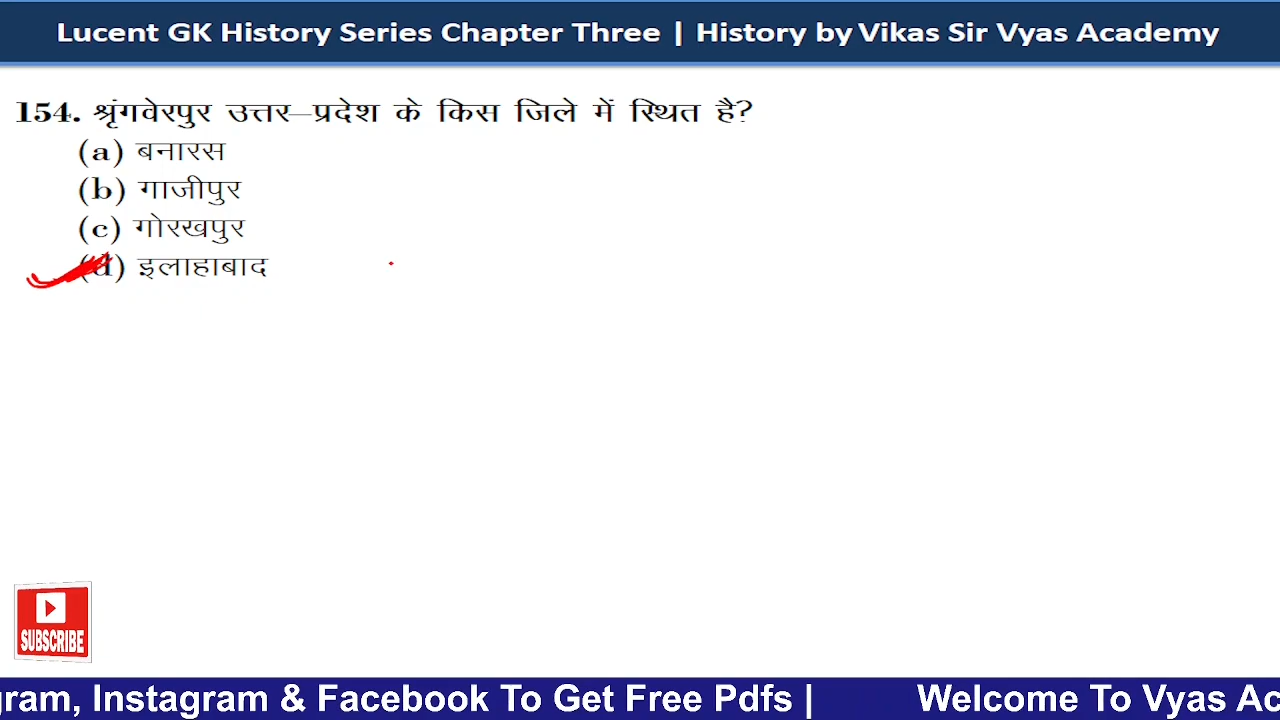 Lucent GK History Series Chapter Three | History by Vikas Sir Vyas Academy
154. श्रृंगवेरपुर उत्तर–प्रदेश के किस जिले में स्थित है?
(a) बनारस
(b) गाजीपुर
(c) गोरखपुर
(d) इलाहाबाद
SUBSCRIBE
gram, Instagram & Facebook To Get Free Pdfs | Welcome To Vyas Ac